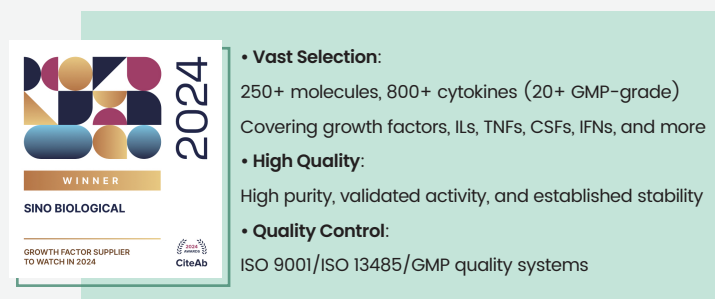 2024
WINNER
SINO BIOLOGICAL
GROWTH FACTOR SUPPLIER
TO WATCH IN 2024
2024
AWARDS
CiteAb
• Vast Selection:
250+ molecules, 800+ cytokines (20+ GMP-grade)
Covering growth factors, ILs, TNFs, CSFs, IFNs, and more
• High Quality:
High purity, validated activity, and established stability
• Quality Control:
ISO 9001/ISO 13485/GMP quality systems